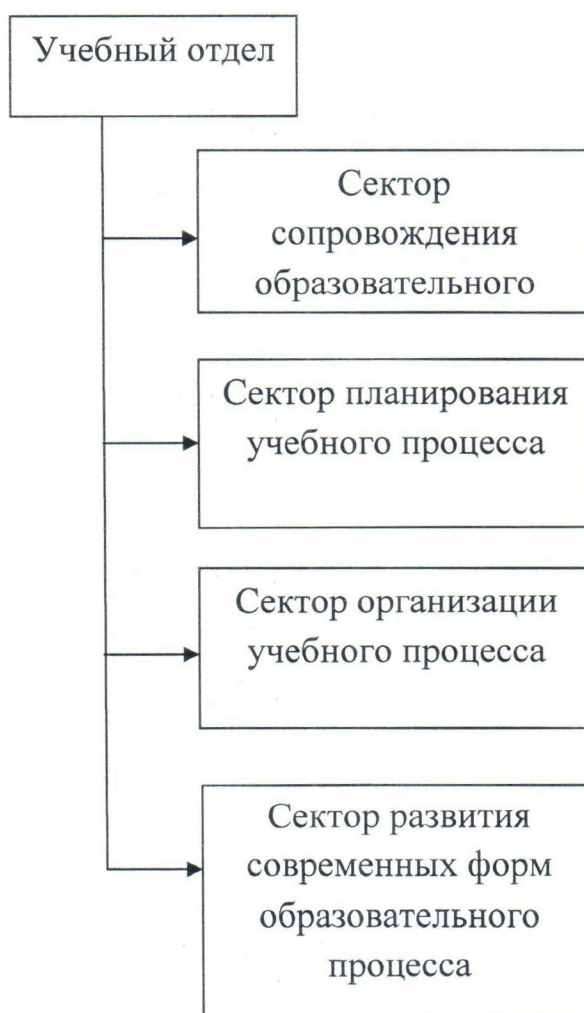 Учебный отдел
Сектор
сопровождения
образовательного
Сектор планирования
учебного процесса
Сектор организации
учебного процесса
Сектор развития
современных форм
образовательного
процесса